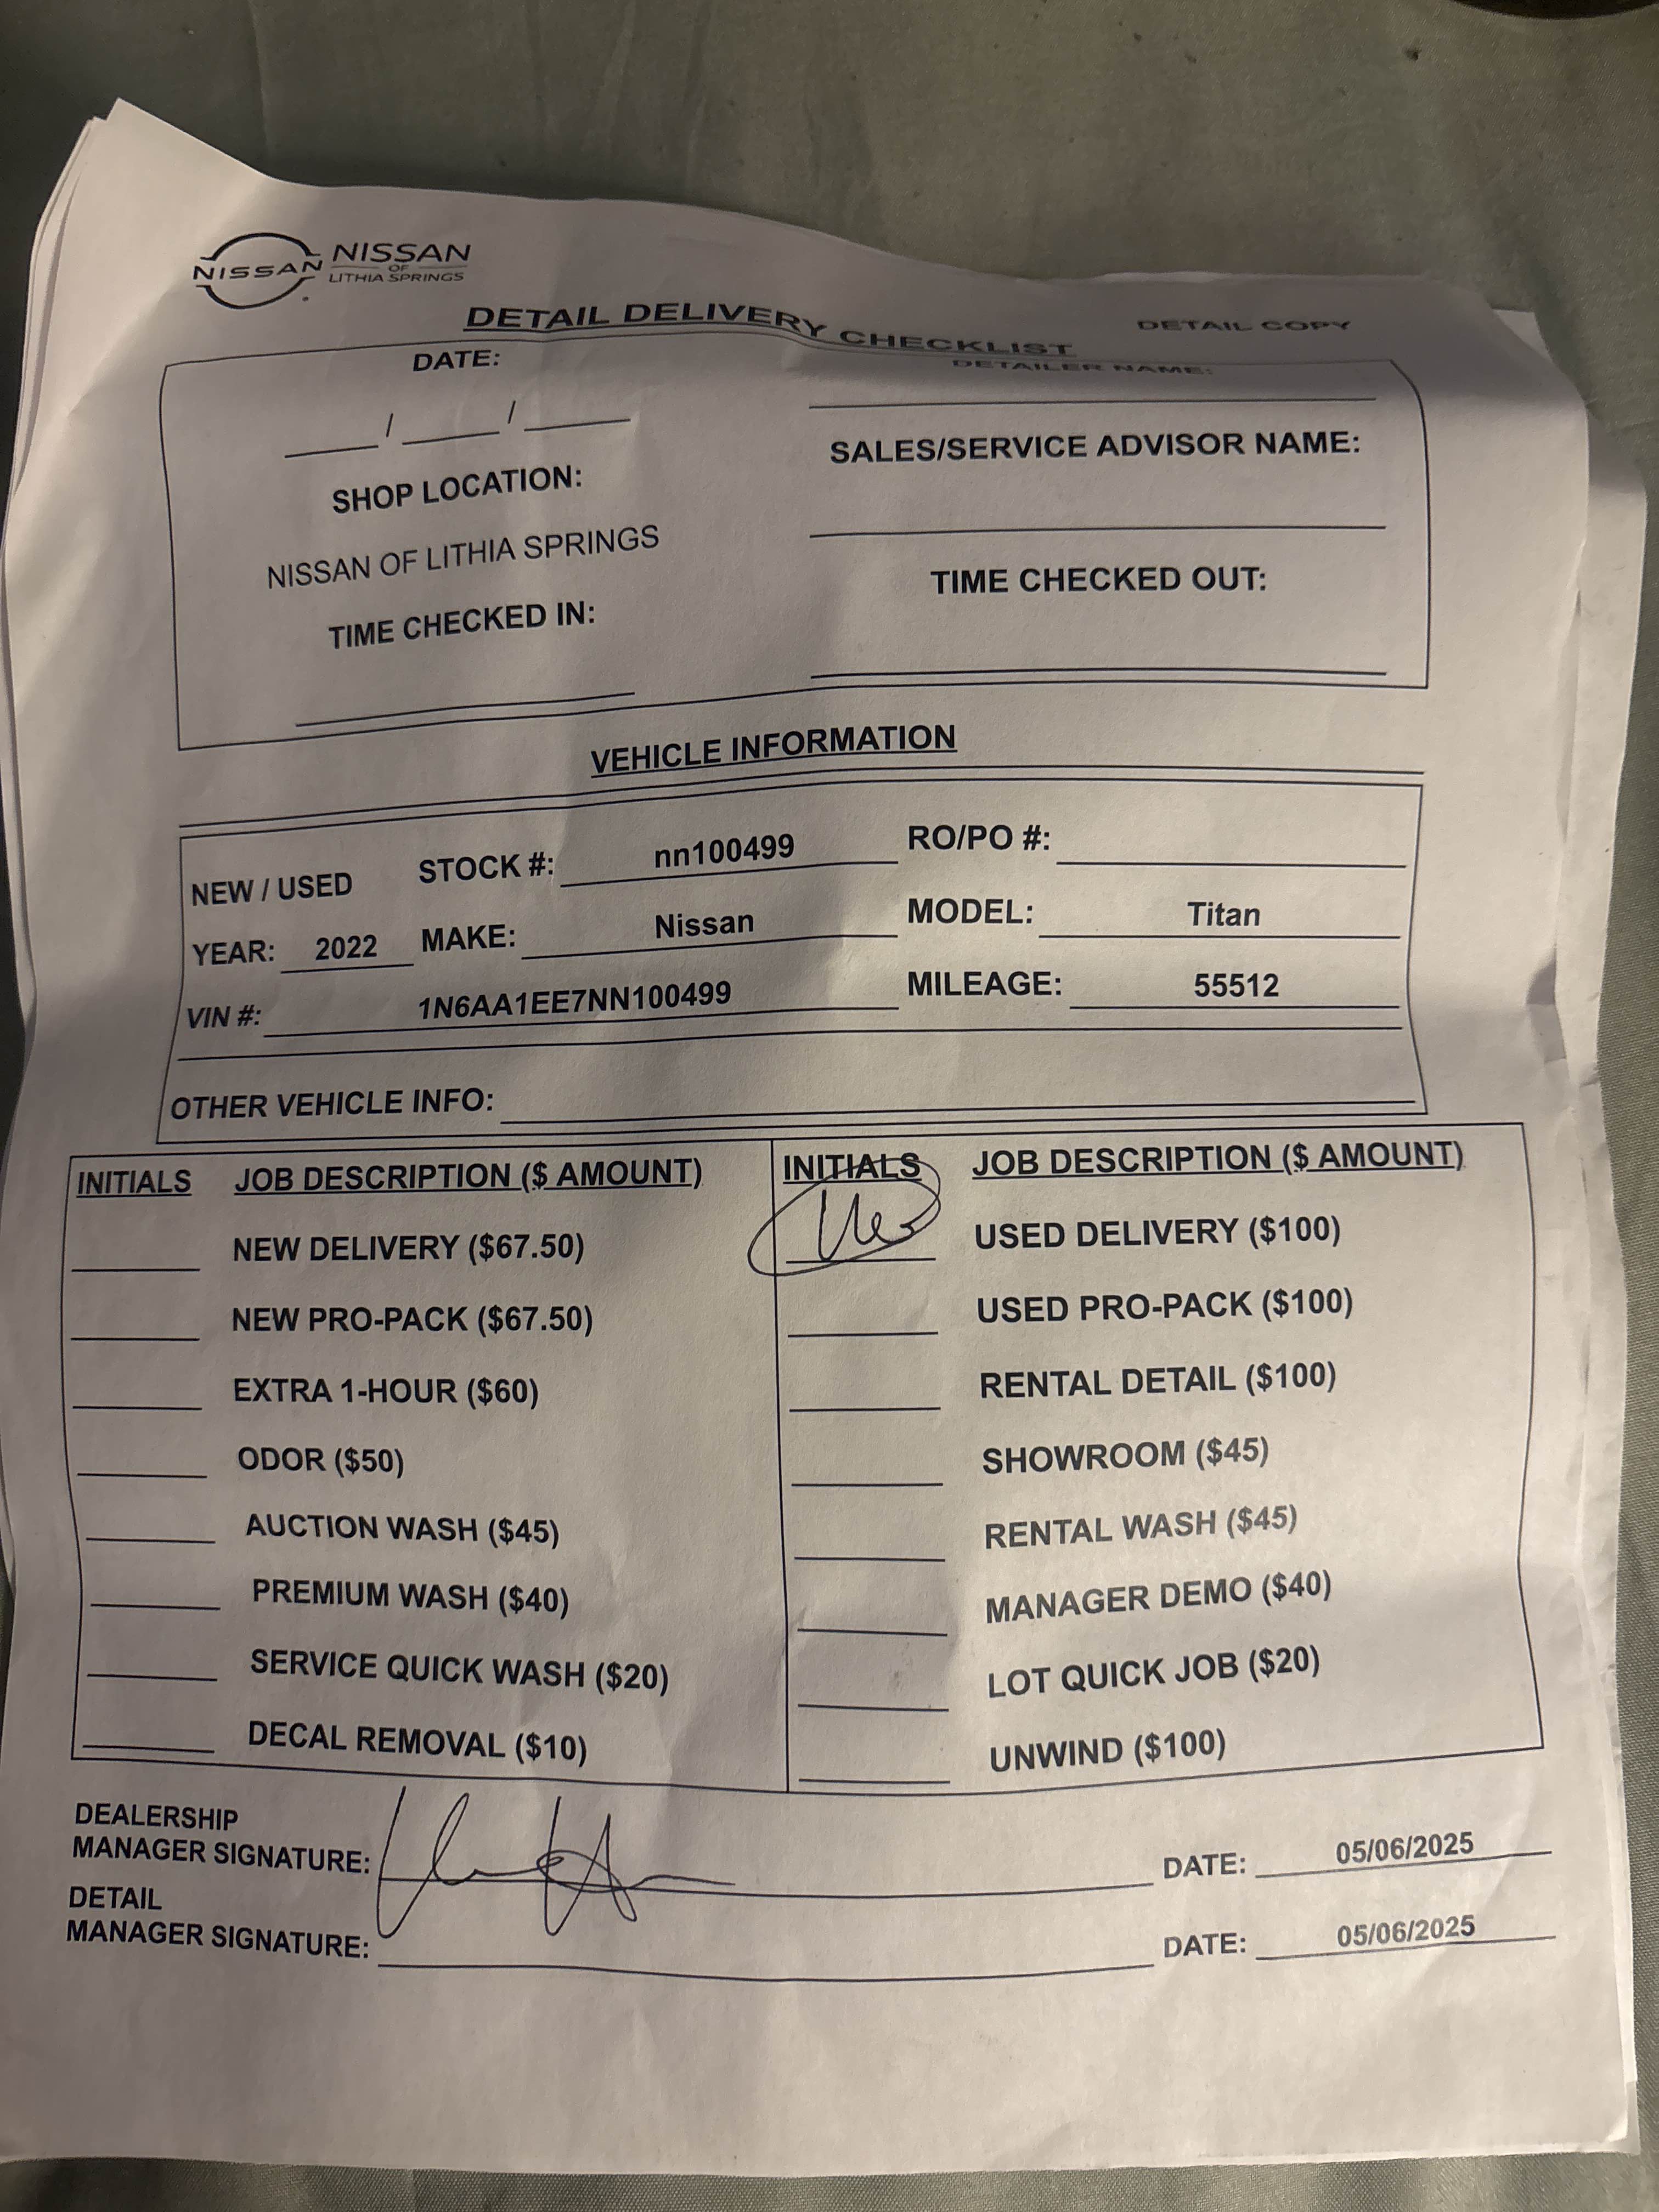 NISSAN NISSAN
OF
LITHIA SPRINGS
DETAIL DELIVERY CHECKLIST DETAIL COPY
DATE: DETAILER NAME:
/ /
SALES/SERVICE ADVISOR NAME:
SHOP LOCATION:
NISSAN OF LITHIA SPRINGS
TIME CHECKED IN: TIME CHECKED OUT:
VEHICLE INFORMATION
NEW / USED STOCK #: nn100499 RO/PO #:
YEAR: 2022 MAKE: Nissan MODEL: Titan
VIN #: 1N6AA1EE7NN100499 MILEAGE: 55512
OTHER VEHICLE INFO:
INITIALS JOB DESCRIPTION ($ AMOUNT) INITIALS JOB DESCRIPTION ($ AMOUNT)
NEW DELIVERY ($67.50) USED DELIVERY ($100)
NEW PRO-PACK ($67.50) USED PRO-PACK ($100)
EXTRA 1-HOUR ($60) RENTAL DETAIL ($100)
ODOR ($50) SHOWROOM ($45)
AUCTION WASH ($45) RENTAL WASH ($45)
PREMIUM WASH ($40) MANAGER DEMO ($40)
SERVICE QUICK WASH ($20) LOT QUICK JOB ($20)
DECAL REMOVAL ($10) UNWIND ($100)
DEALERSHIP
MANAGER SIGNATURE: DATE: 05/06/2025
DETAIL
MANAGER SIGNATURE: DATE: 05/06/2025